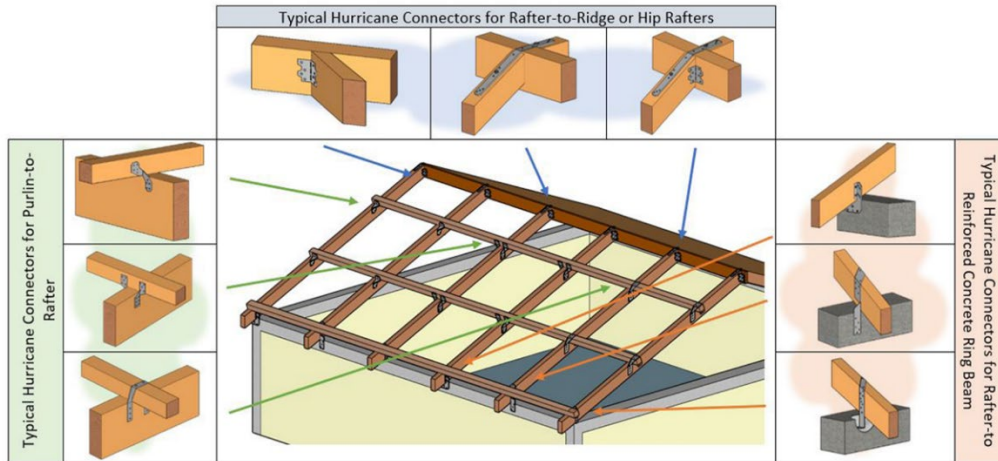 Typical Hurricane Connectors for Rafter-to-Ridge or Hip Rafters
Typical Hurricane Connectors for Purlin-to-
Rafter
Typical Hurricane Connectors for Rafter-to
Reinforced Concrete Ring Beam